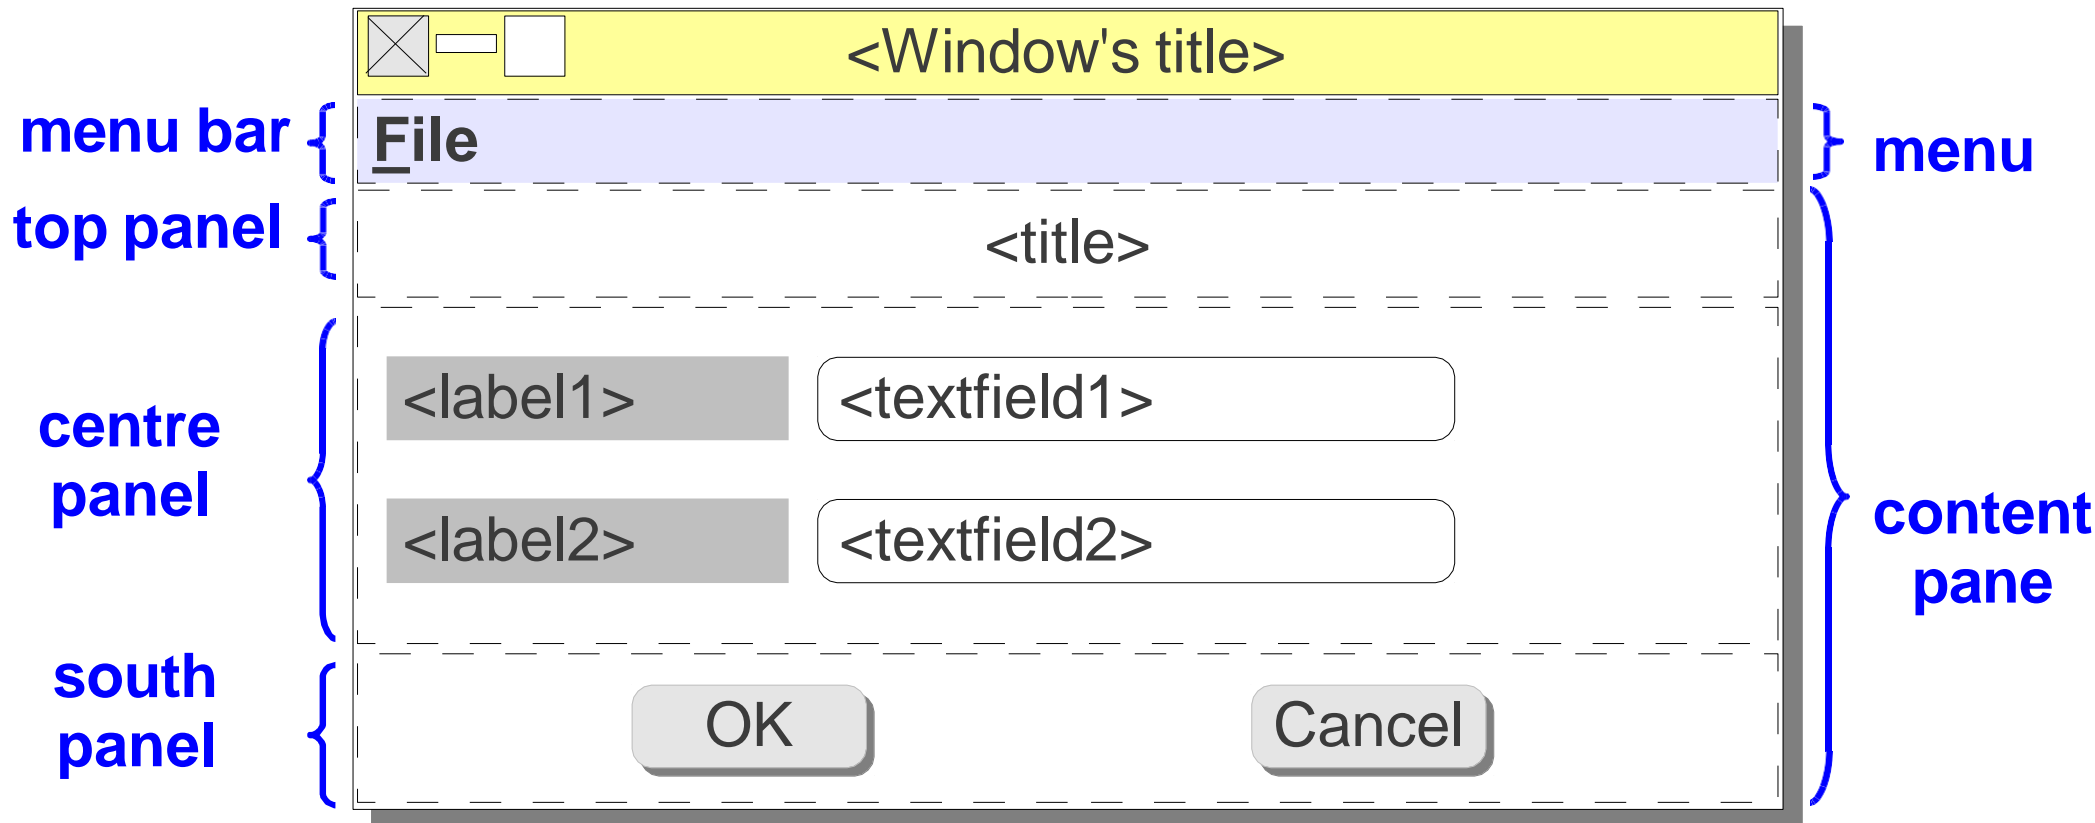 <Window's title>
menu bar
File
menu
top panel
<title>
centre
panel
<label1>
<textfield1>
<label2>
<textfield2>
content
pane
south
panel
OK
Cancel